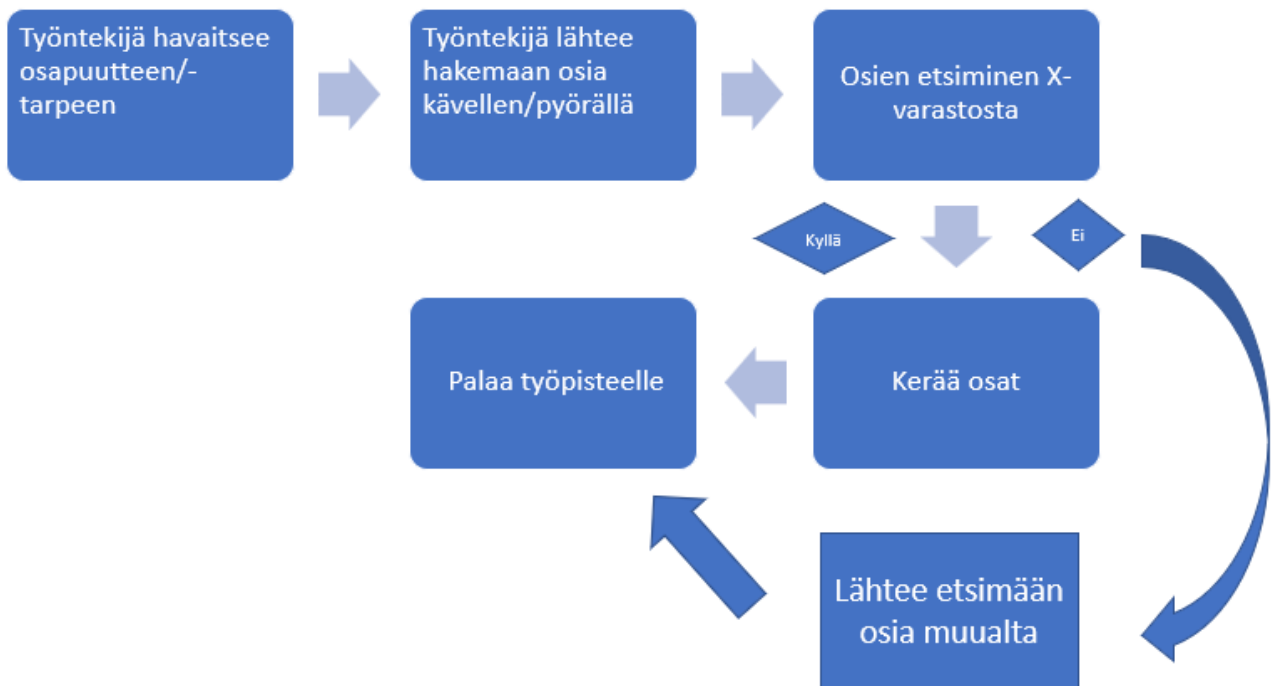 Työntekijä havaitsee
osapuutteen/-
tarpeen
Työntekijä lähtee
hakemaan osia
kävellen/pyörällä
Osien etsiminen X-
varastosta
Kyllä
Ei
Palaa työpisteelle
Kerää osat
Lähtee etsimään
osia muualta